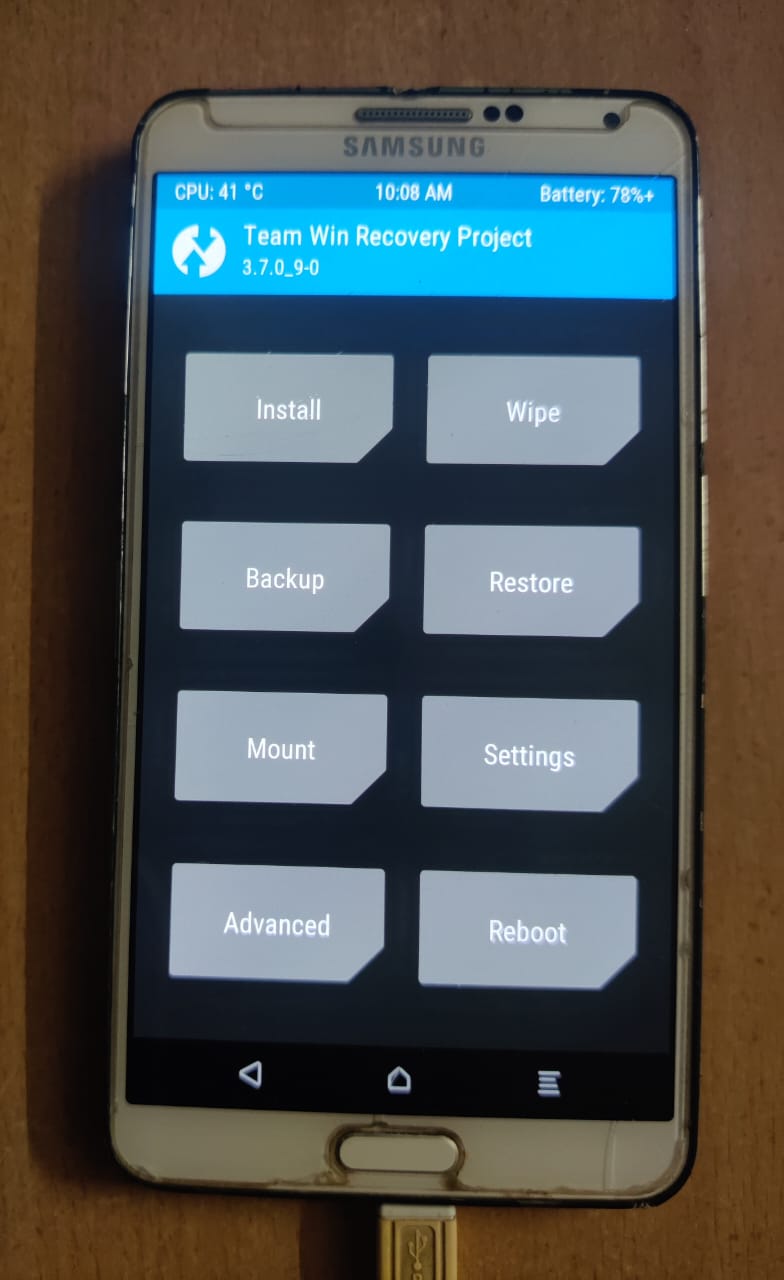 SAMSUNG
CPU: 41 °C 10:08 AM Battery: 78%+
Team Win Recovery Project
3.7.0_9-0
Install Wipe
Backup Restore
Mount Settings
Advanced Reboot